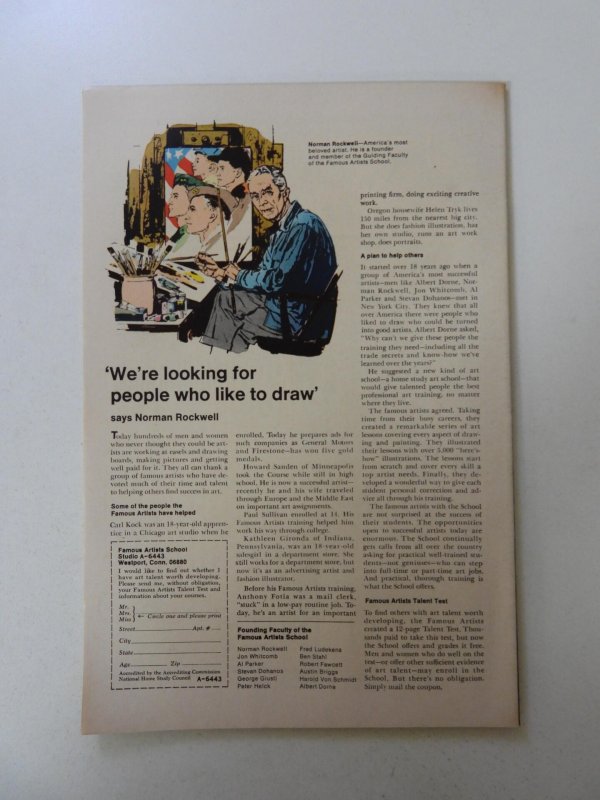 Norman Rockwell—America's most
beloved artist. He is a founder
and member of the Guiding Faculty
of the Famous Artists School.
'We're looking for
people who like to draw'
says Norman Rockwell
Today hundreds of men and women
who never thought they could be art-
ists are working at easels and drawing
boards, making pictures and getting
well paid for it. They all can thank a
group of famous artists who have de-
voted much of their time and talent
to helping others find success in art.
Some of the people the
Famous Artists have helped
Carl Kock was an 18-year-old appren-
tice in a Chicago art studio when he
Famous Artists School
Studio A-6443
Westport, Conn. 06880
I would like to find out whether I
have art talent worth developing.
Please send me, without obligation,
your Famous Artists Talent Test and
information about your courses.
Mr.
Mrs. ← Circle one and please print
Miss
Street Apt. #
City
State
Age Zip
Accredited by the Accrediting Commission
National Home Study Council A-6443
enrolled. Today he prepares ads for
such companies as General Motors
and Firestone—has won five gold
medals.
Howard Sanden of Minneapolis
took the Course while still in high
school. He is now a successful artist—
recently he and his wife traveled
through Europe and the Middle East
on important art assignments.
Paul Sullivan enrolled at 14. His
Famous Artists training helped him
work his way through college.
Kathleen Gironda of Indiana,
Pennsylvania, was an 18-year-old
salesgirl in a department store. She
still works for a department store, but
now it's as an advertising artist and
fashion illustrator.
Before his Famous Artists training,
Anthony Fotia was a mail clerk,
"stuck" in a low-pay routine job. To-
day, he's an artist for an important
Founding Faculty of the
Famous Artists School
Norman Rockwell Fred Ludekens
Jon Whitcomb Ben Stahl
Al Parker Robert Fawcett
Stevan Dohanos Austin Briggs
George Giusti Harold Von Schmidt
Peter Helck Albert Dorne
printing firm, doing exciting creative
work.
Oregon housewife Helen Tryk lives
150 miles from the nearest big city.
But she does fashion illustration, has
her own studio, runs an art work
shop, does portraits.
A plan to help others
It started over 18 years ago when a
group of America's most successful
artists—men like Albert Dorne, Nor-
man Rockwell, Jon Whitcomb, Al
Parker and Stevan Dohanos—met in
New York City. They knew that all
over America there were people who
liked to draw who could be turned
into good artists. Albert Dorne asked,
"Why can't we give these people the
training they need—including all the
trade secrets and know-how we've
learned over the years?"
He suggested a new kind of art
school—a home study art school—that
would give talented people the best
professional art training, no matter
where they live.
The famous artists agreed. Taking
time from their busy careers, they
created a remarkable series of art
lessons covering every aspect of draw-
ing and painting. They illustrated
their lessons with over 5,000 "here's-
how" illustrations. The lessons start
from scratch and cover every skill a
top artist needs. Finally, they de-
veloped a wonderful way to give each
student personal correction and ad-
vice all through his training.
The famous artists with the School
are not surprised at the success of
their students. The opportunities
open to successful artists today are
enormous. The School continually
gets calls from all over the country
asking for practical well-trained stu-
dents—not geniuses—who can step
into full-time or part-time art jobs.
And practical, thorough training is
what the School offers.
Famous Artists Talent Test
To find others with art talent worth
developing, the Famous Artists
created a 12-page Talent Test. Thou-
sands paid to take this test, but now
the School offers and grades it free.
Men and women who do well on the
test—or offer other sufficient evidence
of art talent—may enroll in the
School. But there's no obligation.
Simply mail the coupon.